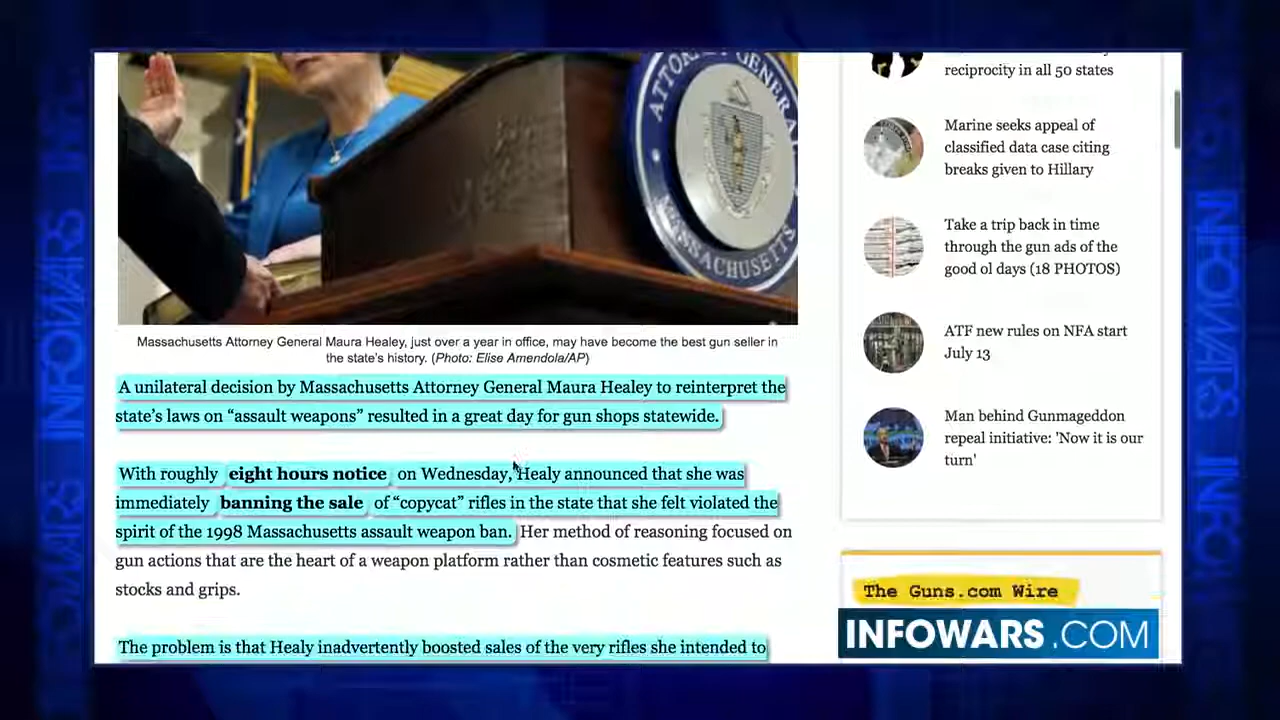 ATTORNEY GENERAL
MASSACHUSETTS
Massachusetts Attorney General Maura Healey, just over a year in office, may have become the best gun seller in
the state's history. (Photo: Elise Amendola/AP)
A unilateral decision by Massachusetts Attorney General Maura Healey to reinterpret the
state's laws on “assault weapons” resulted in a great day for gun shops statewide.
With roughly eight hours notice on Wednesday, Healy announced that she was
immediately banning the sale of “copycat” rifles in the state that she felt violated the
spirit of the 1998 Massachusetts assault weapon ban. Her method of reasoning focused on
gun actions that are the heart of a weapon platform rather than cosmetic features such as
stocks and grips.
The problem is that Healy inadvertently boosted sales of the very rifles she intended to
reciprocity in all 50 states
Marine seeks appeal of
classified data case citing
breaks given to Hillary
Take a trip back in time
through the gun ads of the
good ol days (18 PHOTOS)
ATF new rules on NFA start
July 13
Man behind Gunmageddon
repeal initiative: 'Now it is our
turn'
The Guns.com Wire
INFOWARS.COM
INFOWARS
INFOWARS